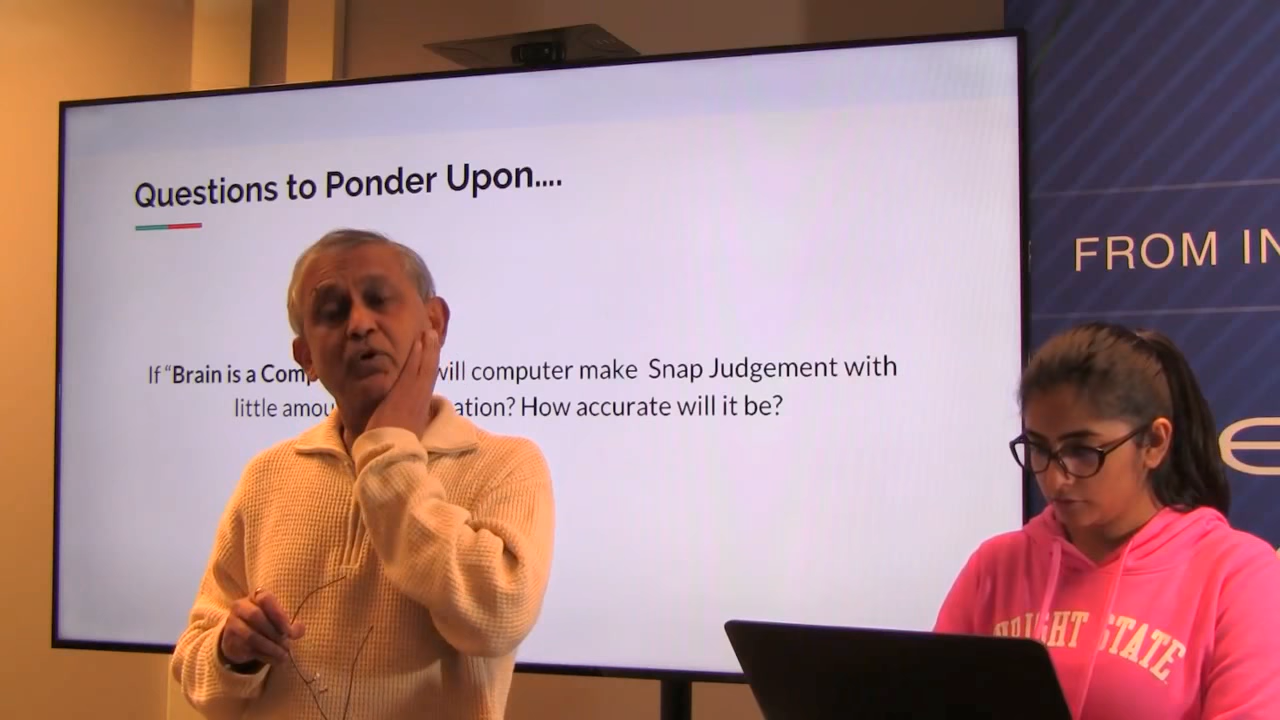 Questions to Ponder Upon....
If “Brain is a Comp will computer make Snap Judgement with
little amou ation? How accurate will it be?
FROM IN
e
RIGHT STATE